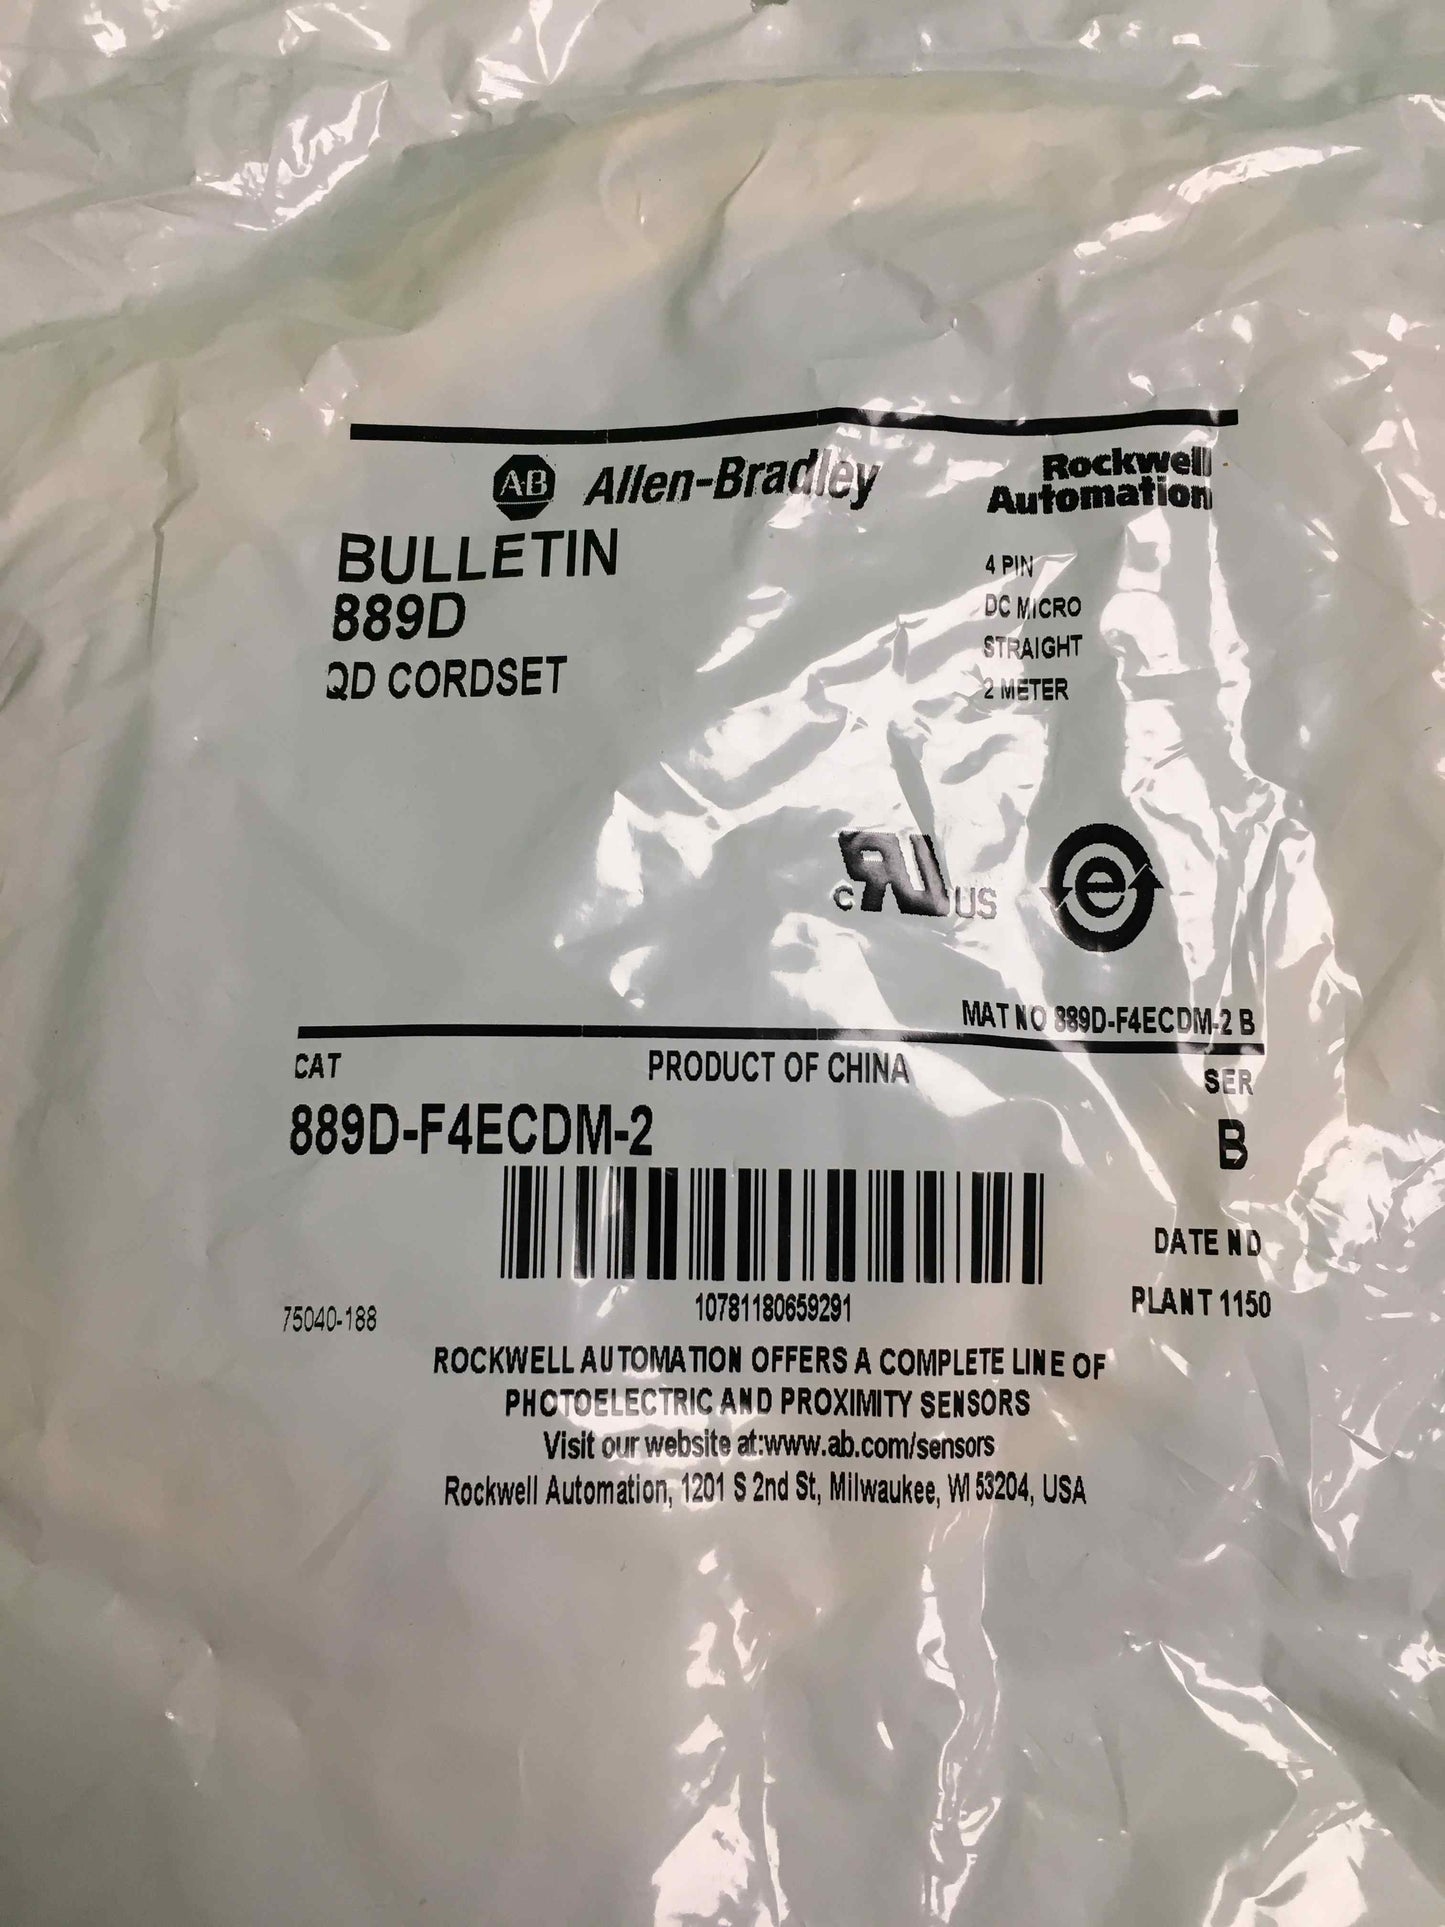 AB Allen-Bradley
Rockwell
Automation
BULLETIN
889D
QD CORDSET
4 PIN
DC MICRO
STRAIGHT
2 METER
c RU US
e
MAT NO 889D-F4ECDM-2 B
CAT
PRODUCT OF CHINA
SER
889D-F4ECDM-2
B
DATE ND
PLANT 1150
75040-188
10781180659291
ROCKWELL AUTOMATION OFFERS A COMPLETE LINE OF
PHOTOELECTRIC AND PROXIMITY SENSORS
Visit our website at:www.ab.com/sensors
Rockwell Automation, 1201 S 2nd St, Milwaukee, WI 53204, USA